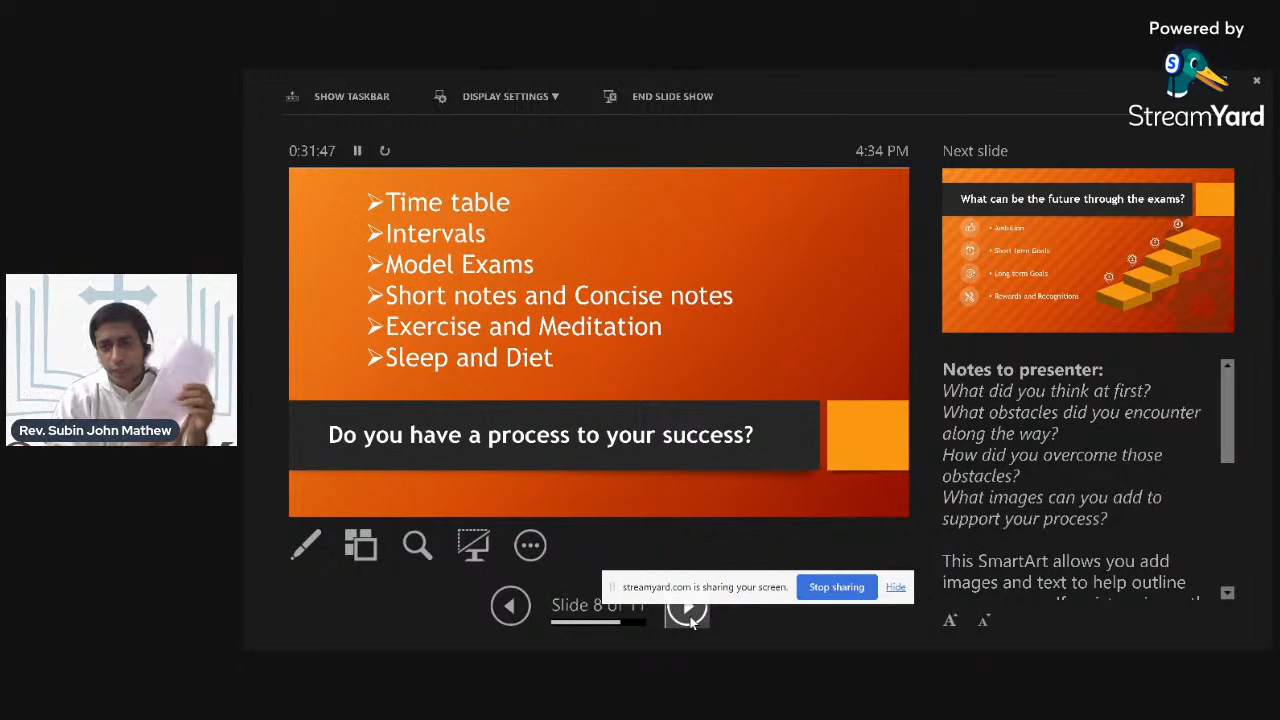 Powered by
StreamYard
SHOW TASKBAR
DISPLAY SETTINGS ▼
END SLIDE SHOW
0:31:47
4:34 PM
Next slide
➢Time table
➢Intervals
➢Model Exams
➢Short notes and Concise notes
➢Exercise and Meditation
➢Sleep and Diet
Do you have a process to your success?
What can be the future through the exams?
• Ambition
• Short Term Goals
• Long term Goals
• Rewards and Recognitions
Rev. Subin John Mathew
Notes to presenter:
What did you think at first?
What obstacles did you encounter
along the way?
How did you overcome those
obstacles?
What images can you add to
support your process?
This SmartArt allows you add
images and text to help outline
streamyard.com is sharing your screen.
Stop sharing
Hide
Slide 8 of 11
A A